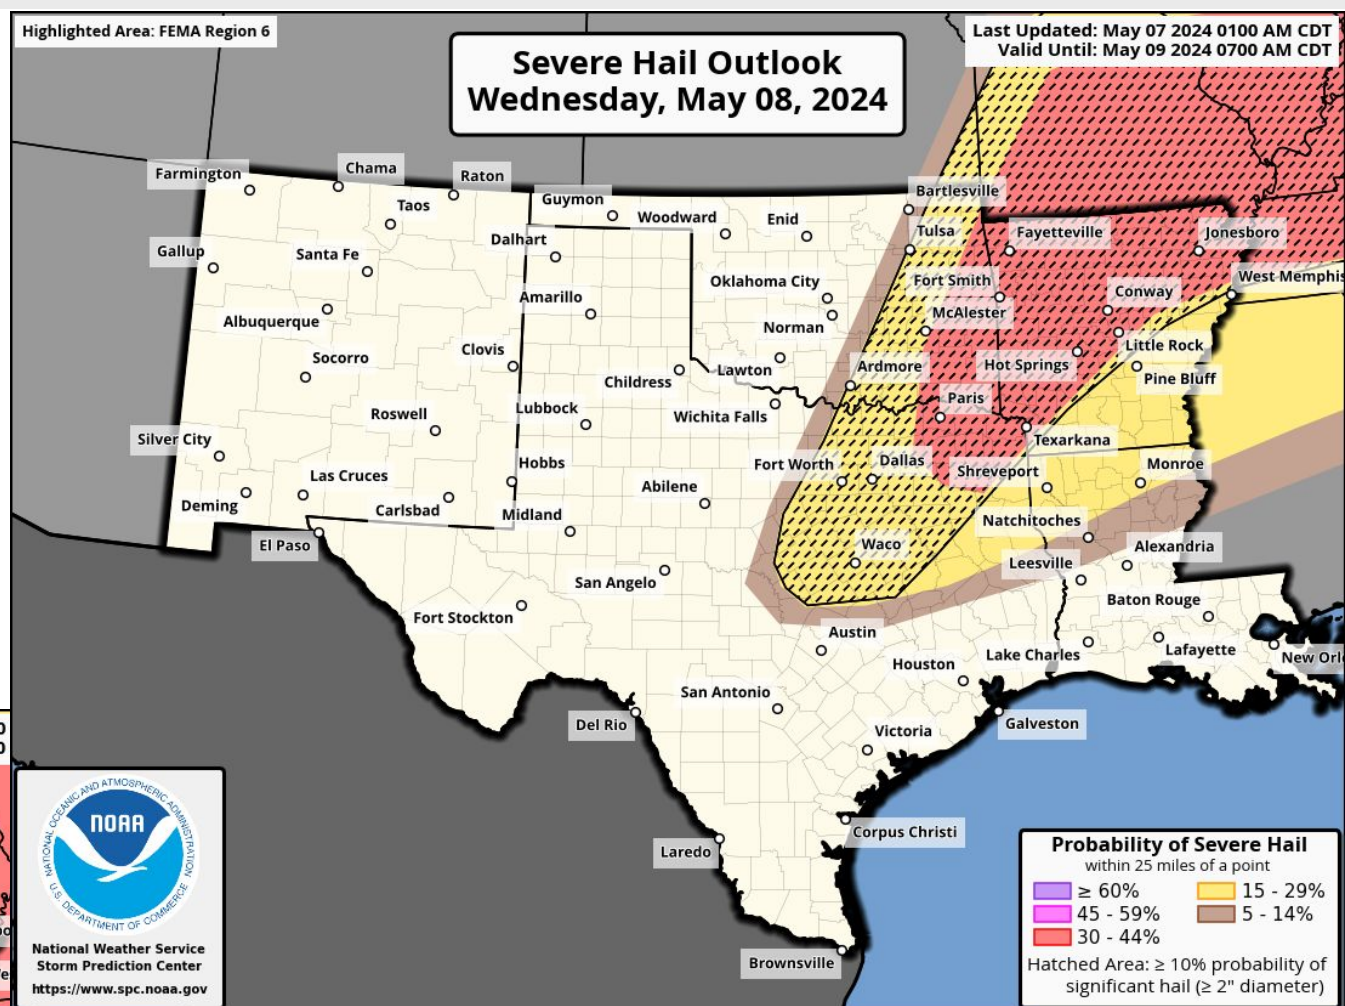 Highlighted Area: FEMA Region 6
Severe Hail Outlook
Wednesday, May 08, 2024
Last Updated: May 07 2024 0100 AM CDT
Valid Until: May 09 2024 0700 AM CDT
Farmington
Chama
Raton
Taos
Guymon
Woodward
Enid
Bartlesville
Tulsa
Fayetteville
Jonesboro
Gallup
Santa Fe
Dalhart
Oklahoma City
Fort Smith
West Memphis
Albuquerque
Amarillo
Norman
McAlester
Conway
Socorro
Clovis
Childress
Lawton
Ardmore
Hot Springs
Little Rock
Pine Bluff
Roswell
Lubbock
Wichita Falls
Paris
Texarkana
Silver City
Las Cruces
Hobbs
Abilene
Fort Worth
Dallas
Shreveport
Monroe
Deming
Carlsbad
Midland
Natchitoches
El Paso
Waco
Alexandria
San Angelo
Leesville
Fort Stockton
Baton Rouge
Austin
Houston
Lake Charles
Lafayette
New Orl
San Antonio
Del Rio
Galveston
Victoria
Laredo
Corpus Christi
Brownsville
NATIONAL OCEANIC AND ATMOSPHERIC ADMINISTRATION
NOAA
U.S. DEPARTMENT OF COMMERCE
National Weather Service
Storm Prediction Center
https://www.spc.noaa.gov
Probability of Severe Hail
within 25 miles of a point
≥ 60%
15 - 29%
45 - 59%
5 - 14%
30 - 44%
Hatched Area: ≥ 10% probability of
significant hail (≥ 2" diameter)